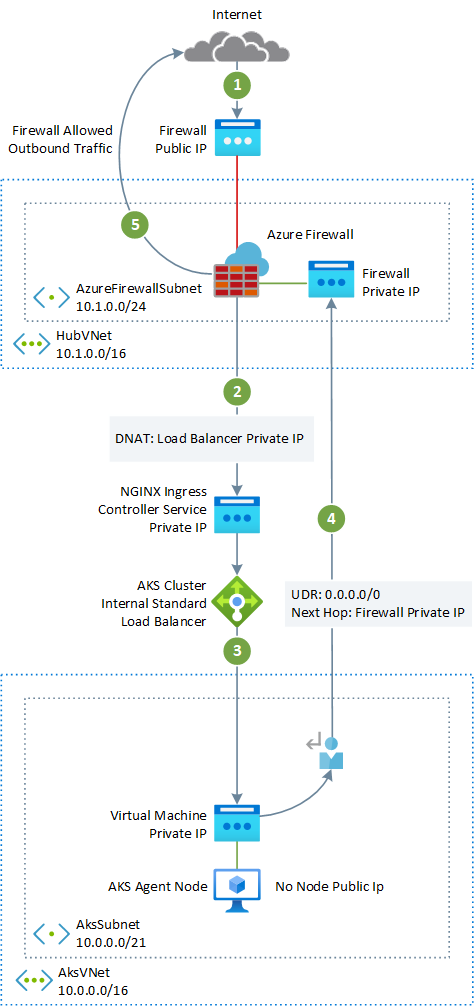 Internet
1
Firewall Allowed
Outbound Traffic
Firewall
Public IP
5
Azure Firewall
Firewall
Private IP
AzureFirewallSubnet
10.1.0.0/24
HubVNet
10.1.0.0/16
2
DNAT: Load Balancer Private IP
NGINX Ingress
Controller Service
Private IP
4
AKS Cluster
Internal Standard
Load Balancer
UDR: 0.0.0.0/0
Next Hop: Firewall Private IP
3
Virtual Machine
Private IP
AKS Agent Node
No Node Public Ip
AksSubnet
10.0.0.0/21
AksVNet
10.0.0.0/16